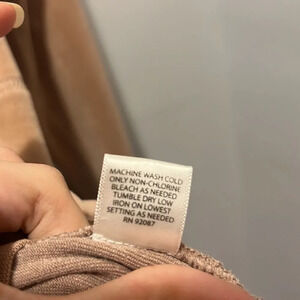 MACHINE WASH COLD
ONLY NON-CHLORINE
BLEACH AS NEEDED
TUMBLE DRY LOW
IRON ON LOWEST
SETTING AS NEEDED
RN 92087